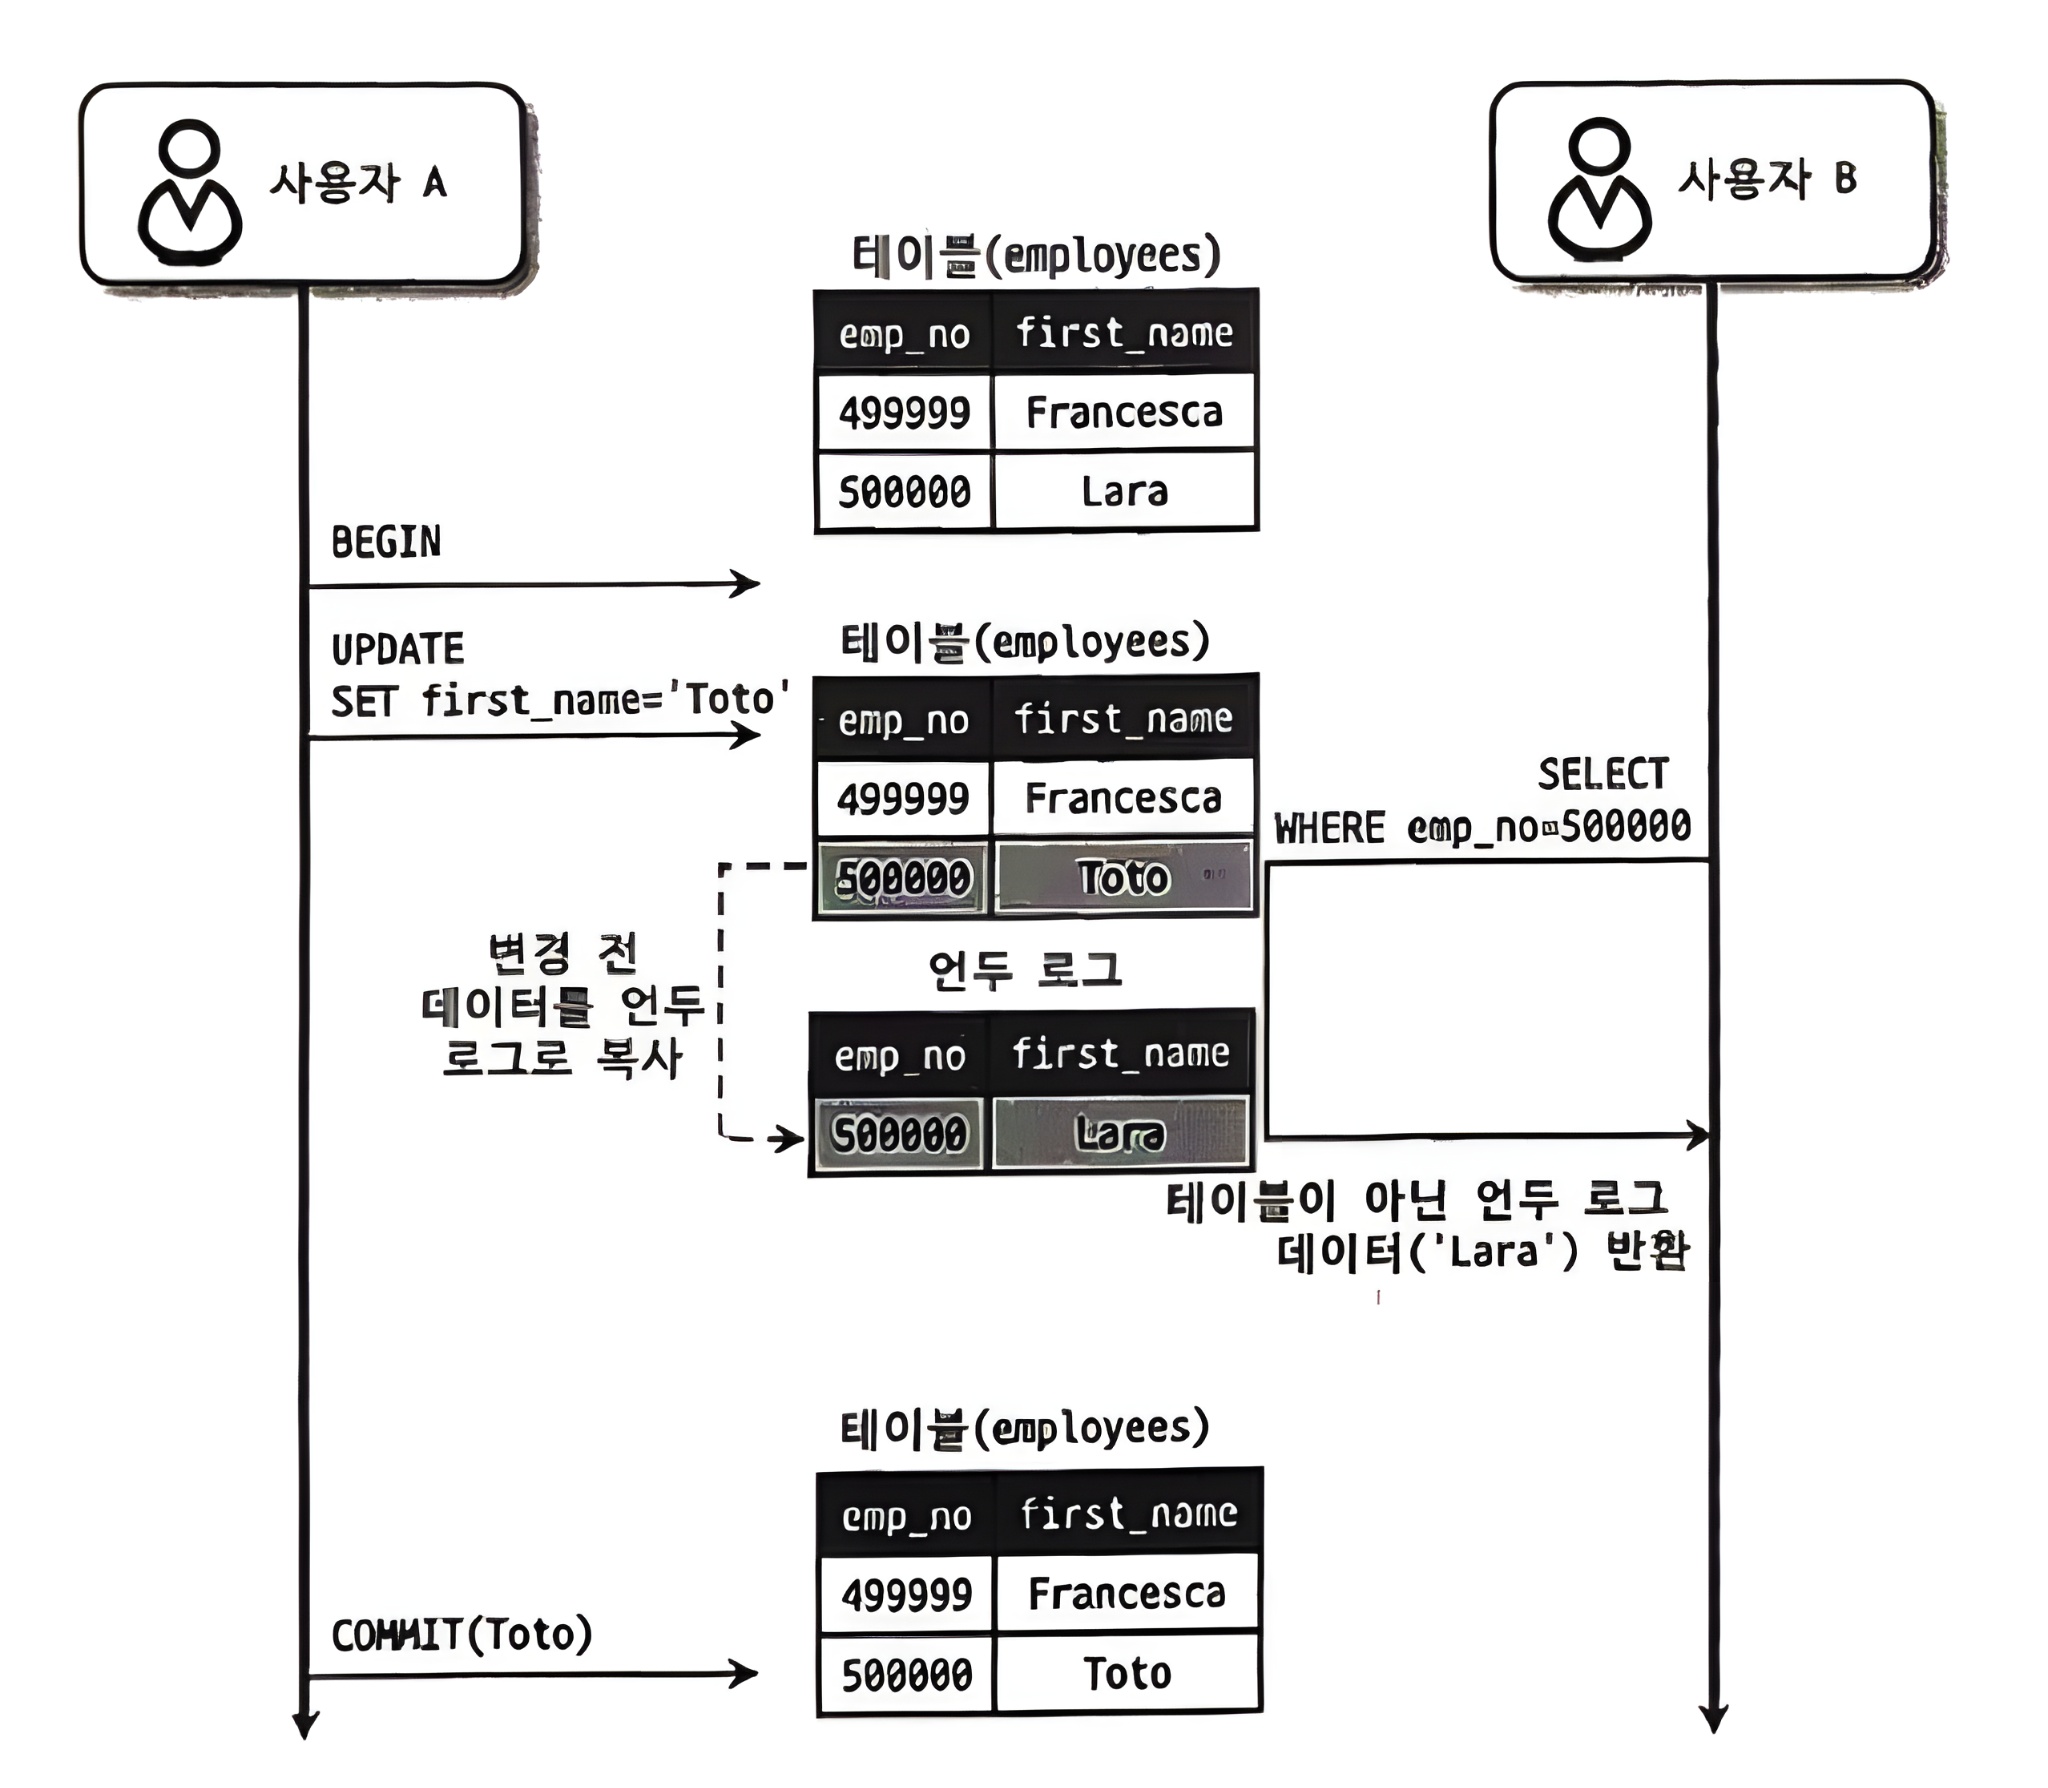 사용자 A
사용자 B
테이블(employees)
emp_no first_name
499999 Francesca
500000 Lara
BEGIN
UPDATE
SET first_name='Toto'
테이블(employees)
emp_no first_name
499999 Francesca
500000 Toto
SELECT
WHERE emp_no=500000
변경 전
데이터를 언두
로그로 복사
언두 로그
emp_no first_name
500000 Lara
테이블이 아닌 언두 로그
데이터('Lara') 반환
테이블(employees)
emp_no first_name
499999 Francesca
500000 Toto
COMMIT(Toto)